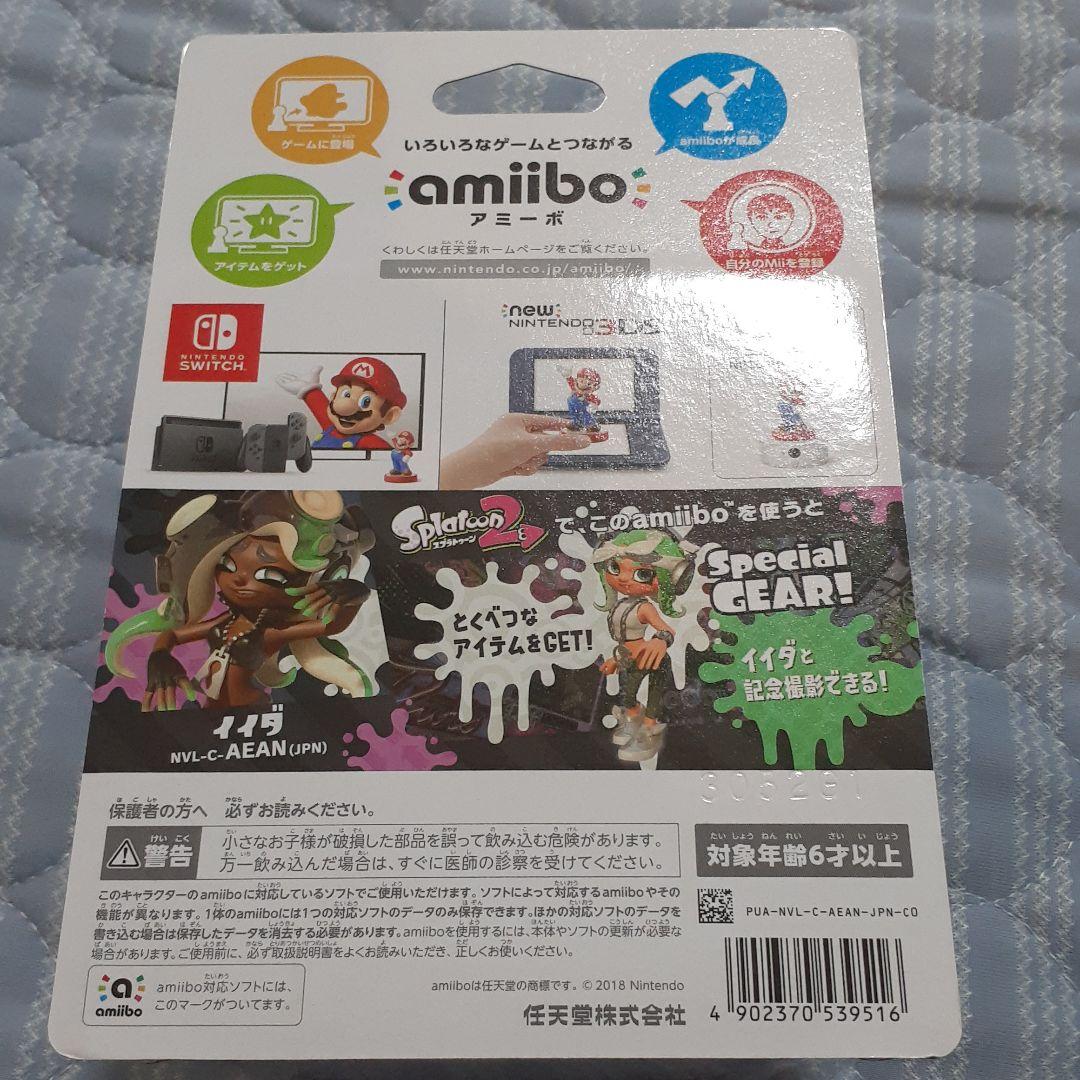 ゲームに登場
いろいろなゲームとつながる
amiiboが成長
amiibo
アミーボ
アイテムをゲット
くわしくは任天堂ホームページをご覧ください。
www.nintendo.co.jp/amiibo/
自分のMiiを登録
NINTENDO
SWITCH
new
NINTENDO3DS
Splatoon2
スプラトゥーン
で、このamiibo™を使うと
Special
GEAR!
とくべつな
アイテムをGET!
イイダと
記念撮影できる!
イイダ
NVL-C-AEAN(JPN)
305291
保護者の方へ 必ずお読みください。
警告
小さなお子様が破損した部品を誤って飲み込む危険があります。
万一飲み込んだ場合は、すぐに医師の診察を受けてください。
対象年齢6才以上
このキャラクターのamiiboに対応しているソフトでご使用いただけます。ソフトによって対応するamiiboやその
機能が異なります。1体のamiiboには1つの対応ソフトのデータのみ保存できます。ほかの対応ソフトのデータを
書き込む場合は保存したデータを消去する必要があります。amiiboを使用するには、本体やソフトの更新が必要な
場合があります。ご使用前に、必ず取扱説明書をよくお読みいただき、正しくお使いください。
PUA-NVL-C-AEAN-JPN-C0
amiibo
amiibo対応ソフトには、
このマークがついてます。
amiiboは任天堂の商標です。© 2018 Nintendo
任天堂株式会社
4 902370 539516